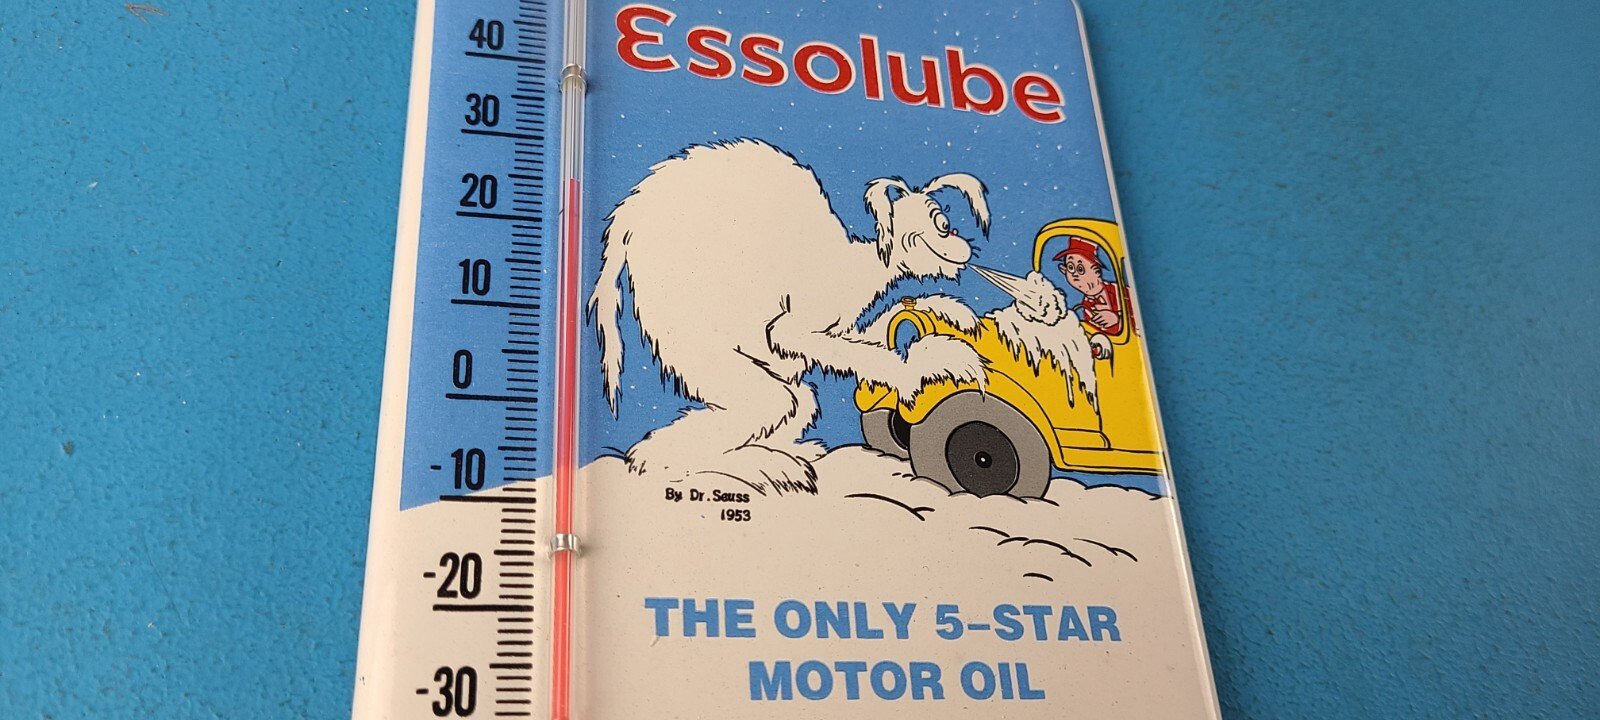 Essolube
40
30
20
10
0
-10
-20
-30
By Dr. Seuss
1953
THE ONLY 5-STAR
MOTOR OIL